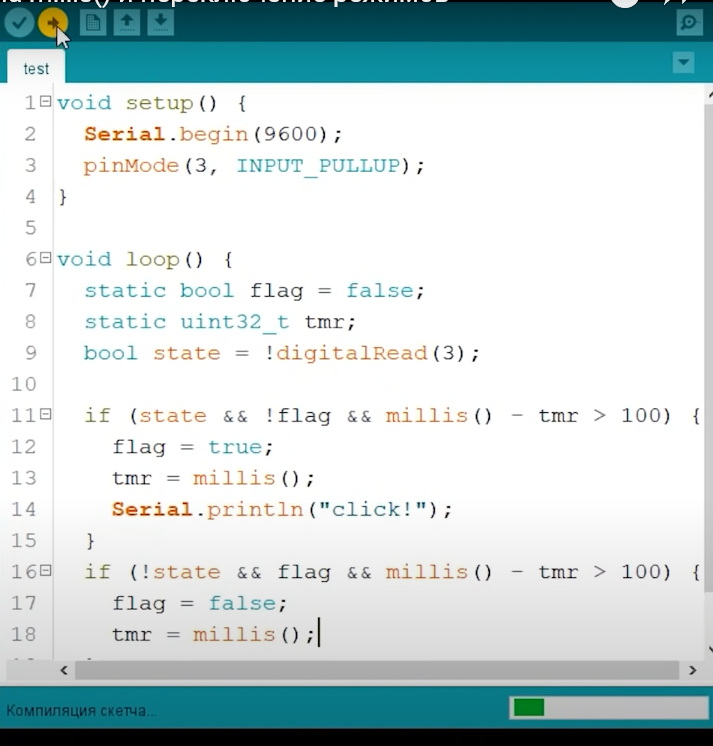 millis() и переключение режимов
test
1 void setup() {
2 Serial.begin(9600);
3 pinMode(3, INPUT_PULLUP);
4 }
5
6 void loop() {
7 static bool flag = false;
8 static uint32_t tmr;
9 bool state = !digitalRead(3);
10
11 if (state && !flag && millis() - tmr > 100) {
12 flag = true;
13 tmr = millis();
14 Serial.println("click!");
15 }
16 if (!state && flag && millis() - tmr > 100) {
17 flag = false;
18 tmr = millis();
Компиляция скетча...